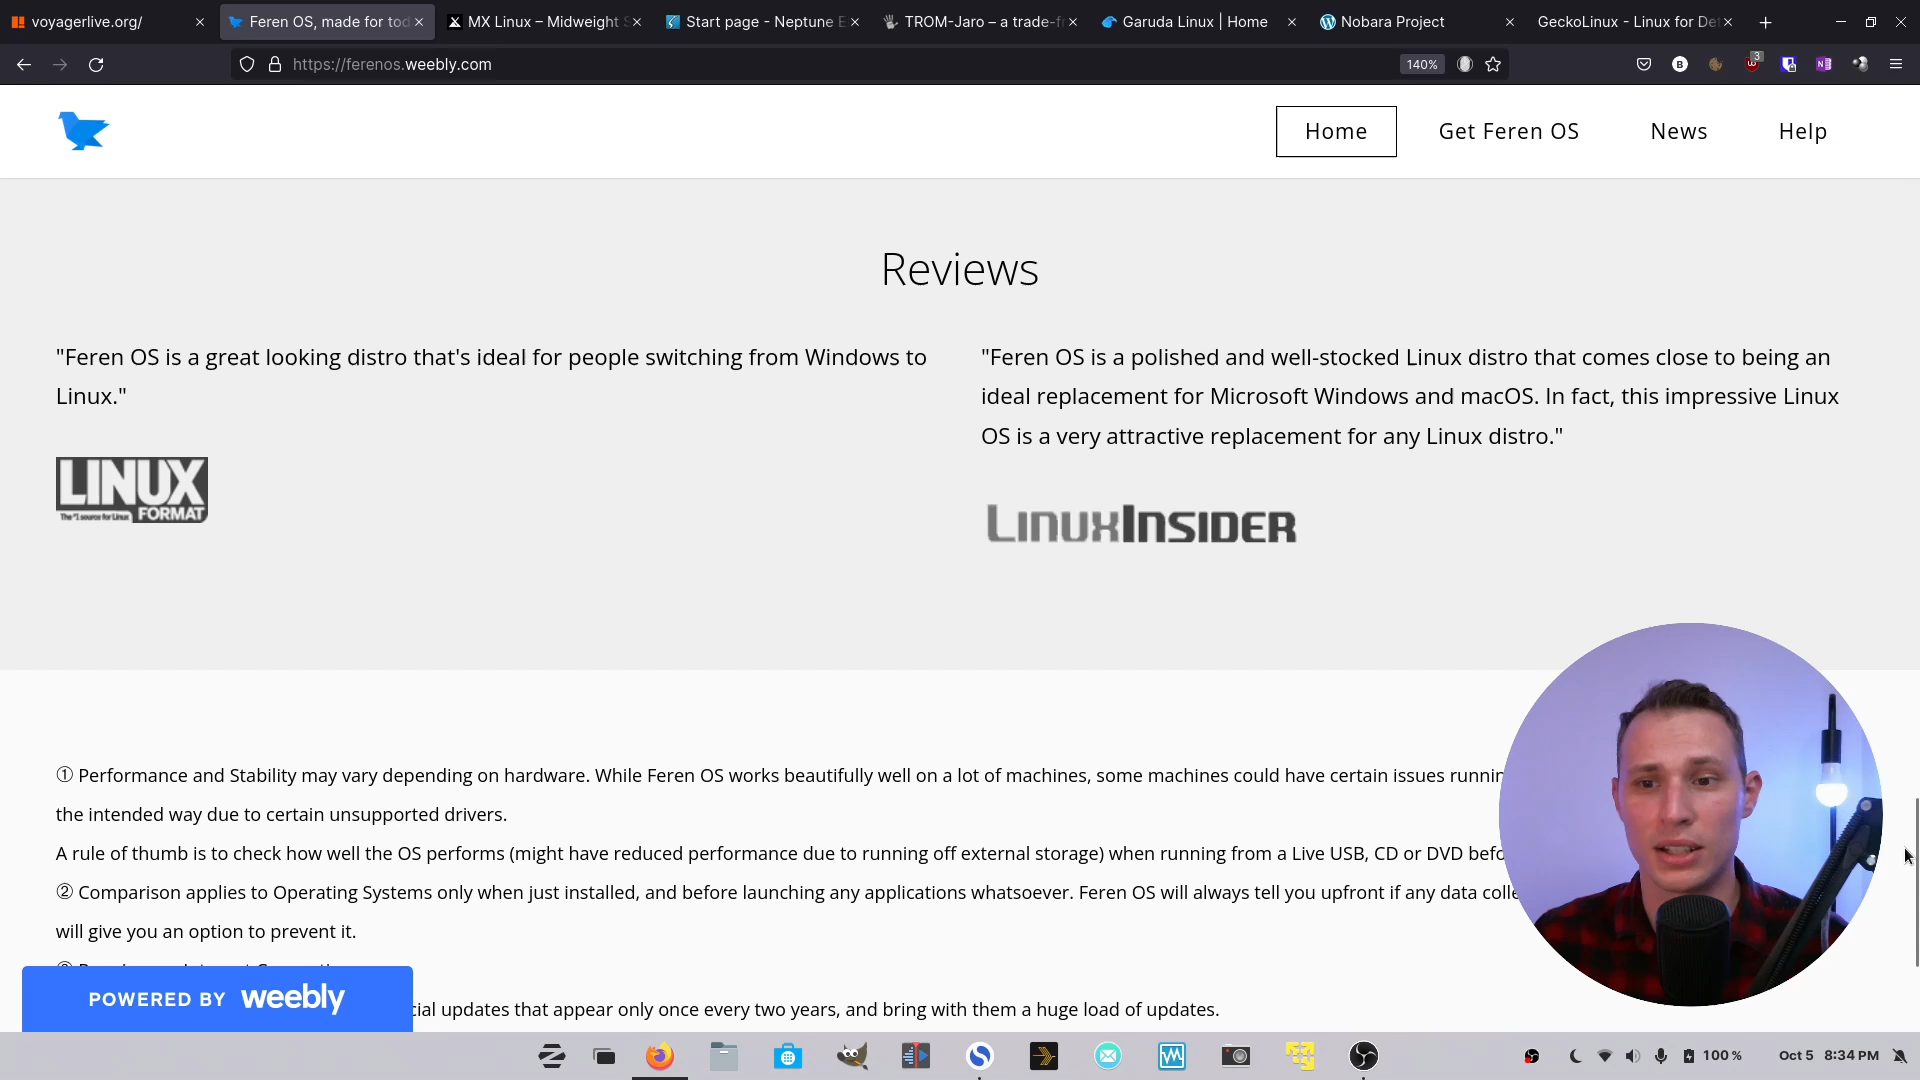 voyagerlive.org/
Feren OS, made for tod
MX Linux – Midweight S
Start page - Neptune E
TROM-Jaro – a trade-fr
Garuda Linux | Home
Nobara Project
GeckoLinux - Linux for Det
https://ferenos.weebly.com
140%
3
Home
Get Feren OS
News
Help
Reviews
"Feren OS is a great looking distro that's ideal for people switching from Windows to
Linux."
LINUX
The #1 source for Linux
FORMAT
"Feren OS is a polished and well-stocked Linux distro that comes close to being an
ideal replacement for Microsoft Windows and macOS. In fact, this impressive Linux
OS is a very attractive replacement for any Linux distro."
LINUXINSIDER
① Performance and Stability may vary depending on hardware. While Feren OS works beautifully well on a lot of machines, some machines could have certain issues runnin
the intended way due to certain unsupported drivers.
A rule of thumb is to check how well the OS performs (might have reduced performance due to running off external storage) when running from a Live USB, CD or DVD befo
② Comparison applies to Operating Systems only when just installed, and before launching any applications whatsoever. Feren OS will always tell you upfront if any data colle
will give you an option to prevent it.
POWERED BY weebly
cial updates that appear only once every two years, and bring with them a huge load of updates.
100 %
Oct 5 8:34 PM